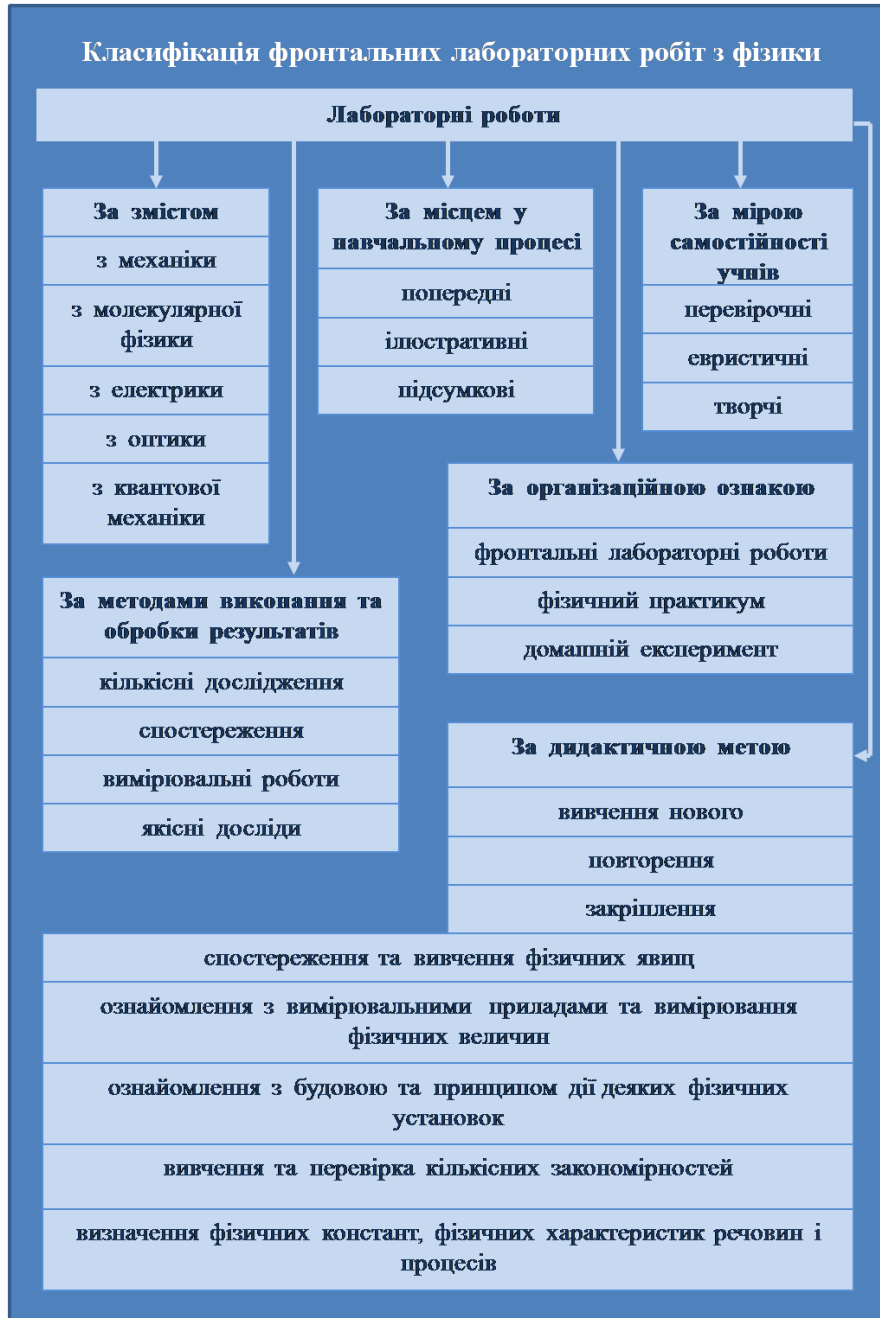 Класифікація фронтальних лабораторних робіт з фізики
Лабораторні роботи
За змістом
з механіки
з молекулярної
фізики
з електрики
з оптики
з квантової
механіки
За місцем у
навчальному процесі
попередні
ілюстративні
підсумкові
За мірою
самостійності
учнів
перевірочні
евристичні
творчі
За організаційною ознакою
фронтальні лабораторні роботи
фізичний практикум
домашній експеримент
За методами виконання та
обробки результатів
кількісні дослідження
спостереження
вимірювальні роботи
якісні досліди
За дидактичною метою
вивчення нового
повторення
закріплення
спостереження та вивчення фізичних явищ
ознайомлення з вимірювальними приладами та вимірювання
фізичних величин
ознайомлення з будовою та принципом дії деяких фізичних
установок
вивчення та перевірка кількісних закономірностей
визначення фізичних констант, фізичних характеристик речовин і
процесів